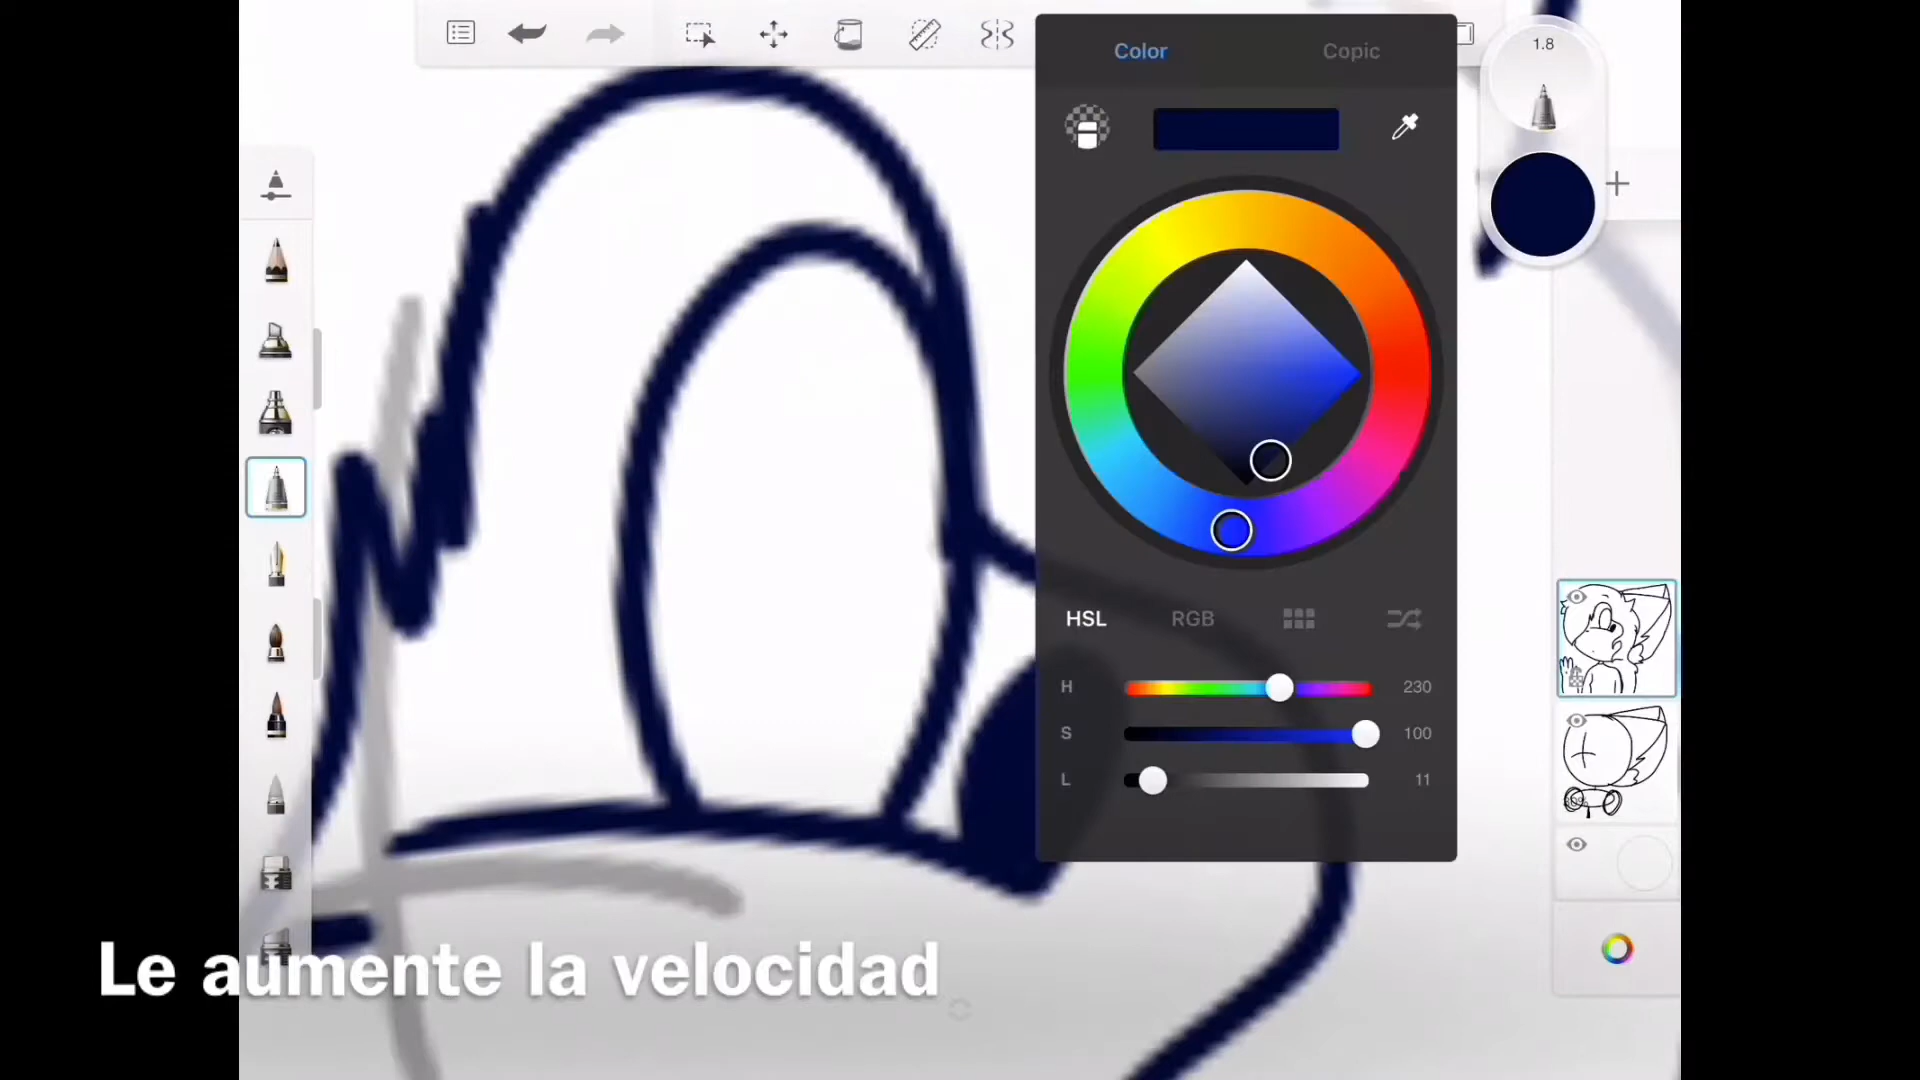 Color
Copic
1.8
HSL
RGB
H
230
S
100
L
11
Le aumente la velocidad